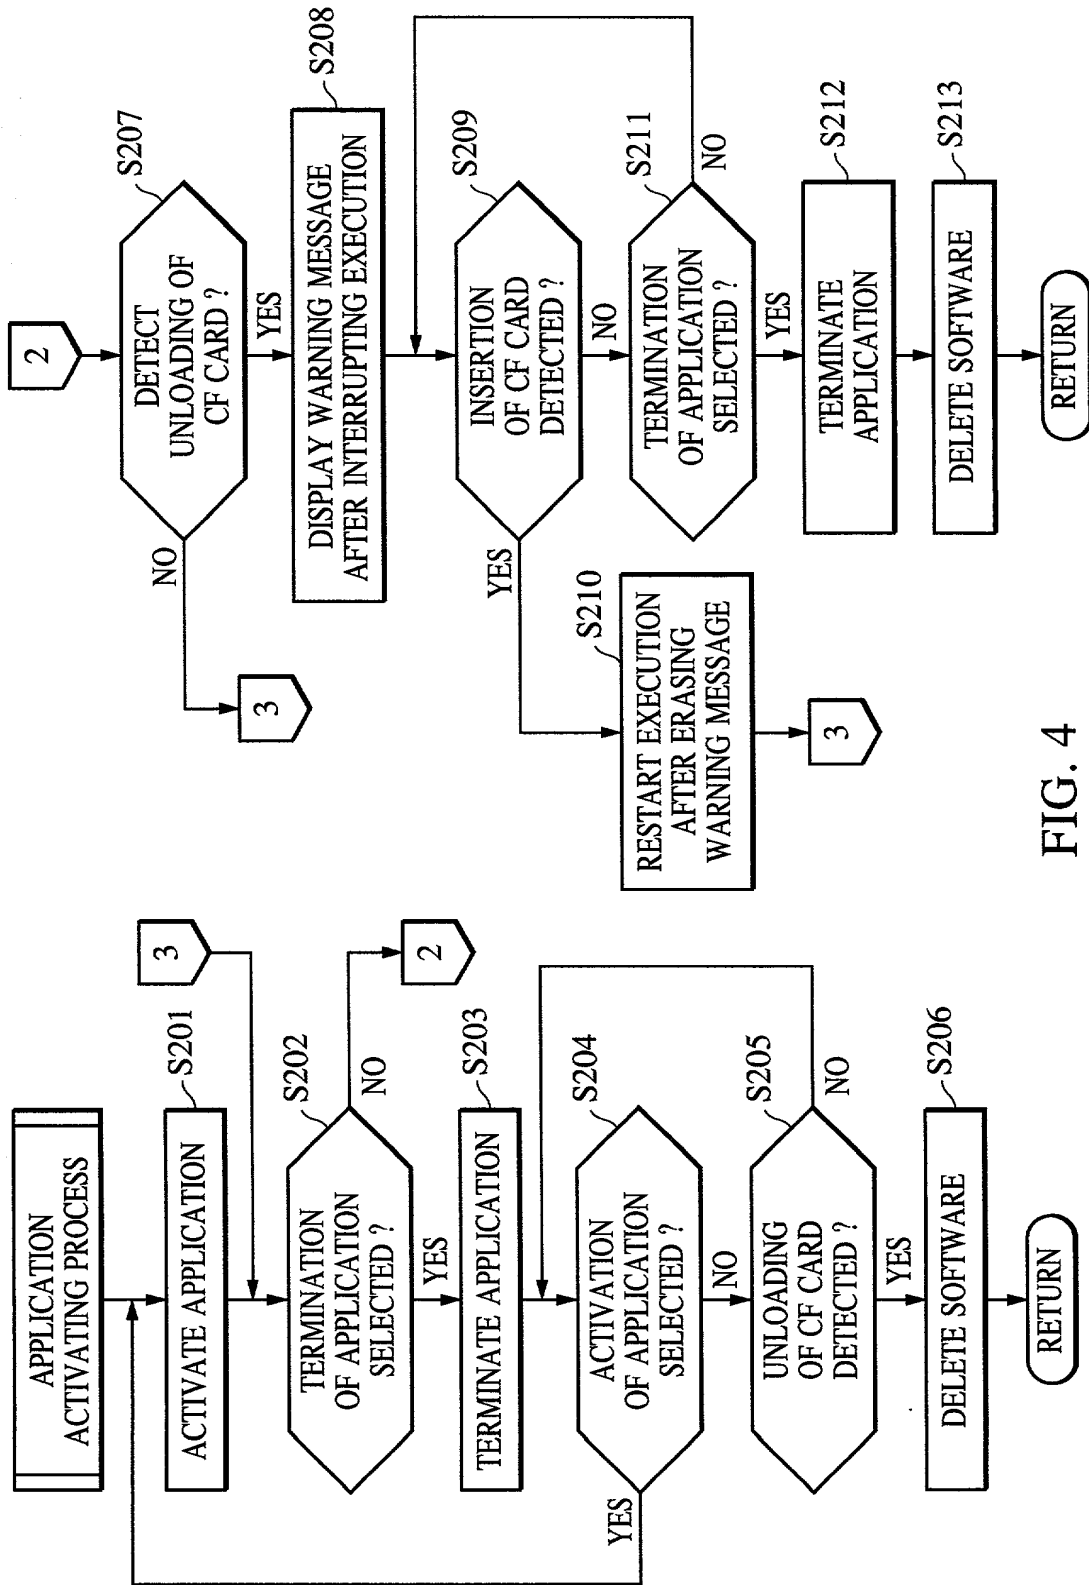 APPLICATION
ACTIVATING PROCESS
3
ACTIVATE APPLICATION
S201
TERMINATION
OF APPLICATION
SELECTED ?
S202
NO
2
YES
TERMINATE APPLICATION
S203
ACTIVATION
OF APPLICATION
SELECTED ?
S204
YES
NO
UNLOADING
OF CF CARD
DETECTED ?
S205
NO
YES
DELETE SOFTWARE
S206
RETURN
2
DETECT
UNLOADING OF
CF CARD ?
S207
NO
3
YES
DISPLAY WARNING MESSAGE
AFTER INTERRUPTING EXECUTION
S208
INSERTION
OF CF CARD
DETECTED ?
S209
YES
NO
RESTART EXECUTION
AFTER ERASING
WARNING MESSAGE
S210
3
TERMINATION
OF APPLICATION
SELECTED ?
S211
NO
YES
TERMINATE
APPLICATION
S212
DELETE SOFTWARE
S213
RETURN
FIG. 4